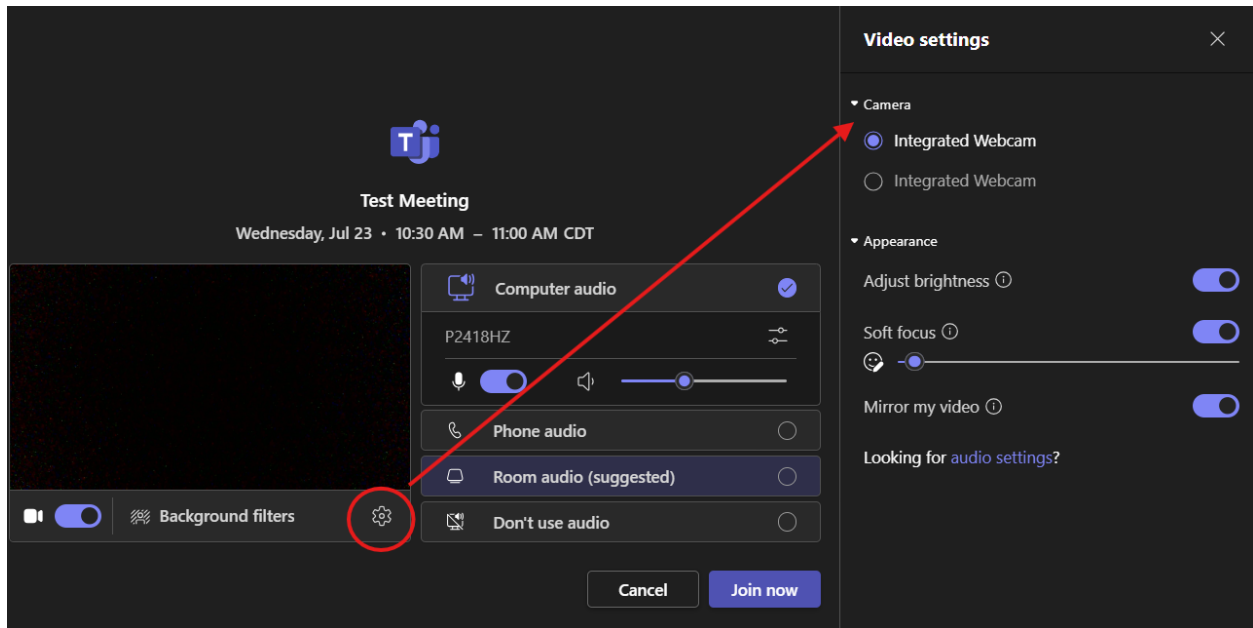 T
Test Meeting
Wednesday, Jul 23 • 10:30 AM – 11:00 AM CDT
Computer audio
P2418HZ
Phone audio
Room audio (suggested)
Don't use audio
Background filters
Cancel
Join now
Video settings
Camera
Integrated Webcam
Integrated Webcam
Appearance
Adjust brightness
Soft focus
Mirror my video
Looking for audio settings?